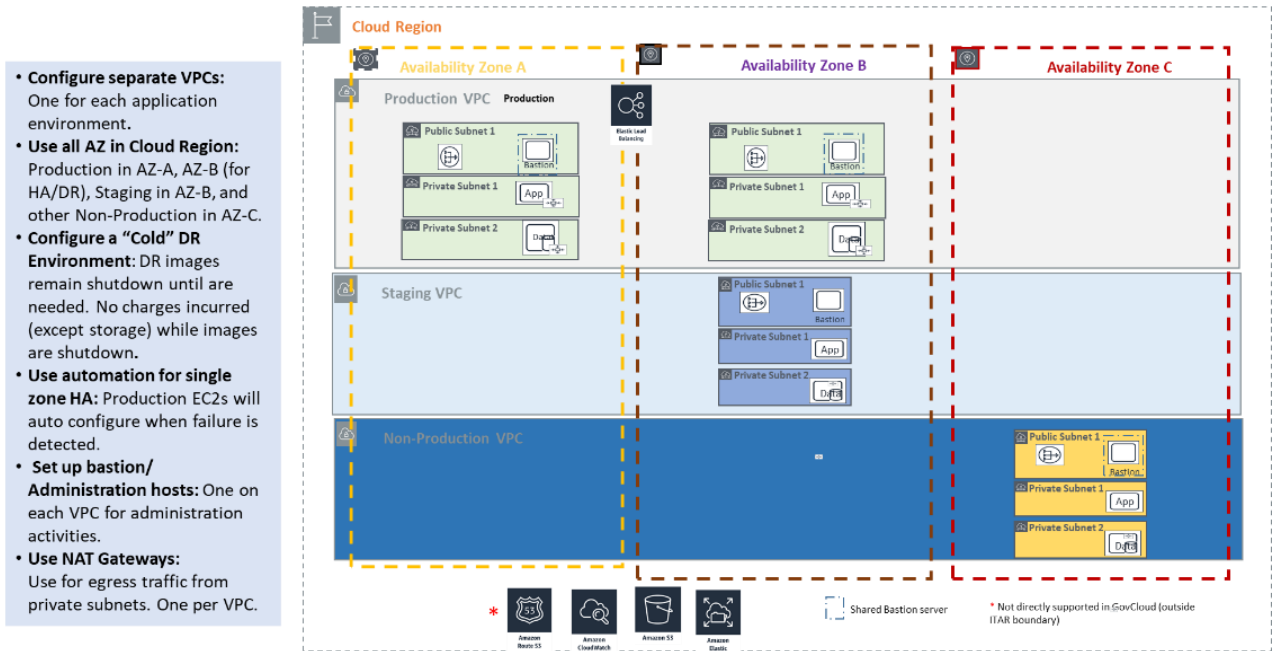 • Configure separate VPCs:
One for each application
environment.
• Use all AZ in Cloud Region:
Production in AZ-A, AZ-B (for
HA/DR), Staging in AZ-B, and
other Non-Production in AZ-C.
• Configure a “Cold” DR
Environment: DR images
remain shutdown until are
needed. No charges incurred
(except storage) while images
are shutdown.
• Use automation for single
zone HA: Production EC2s will
auto configure when failure is
detected.
• Set up bastion/
Administration hosts: One on
each VPC for administration
activities.
• Use NAT Gateways:
Use for egress traffic from
private subnets. One per VPC.
Cloud Region
Availability Zone A
Availability Zone B
Availability Zone C
Production VPC Production
Elastic Load
Balancing
Public Subnet 1
Bastion
Private Subnet 1
App
Private Subnet 2
Data
Public Subnet 1
Bastion
Private Subnet 1
App
Private Subnet 2
Data
Staging VPC
Public Subnet 1
Bastion
Private Subnet 1
App
Private Subnet 2
Data
Non-Production VPC
Public Subnet 1
Bastion
Private Subnet 1
App
Private Subnet 2
Data
*
53
Amazon
Route 53
Amazon
CloudWatch
Amazon S3
Amazon
Elastic
Shared Bastion server
* Not directly supported in GovCloud (outside
ITAR boundary)